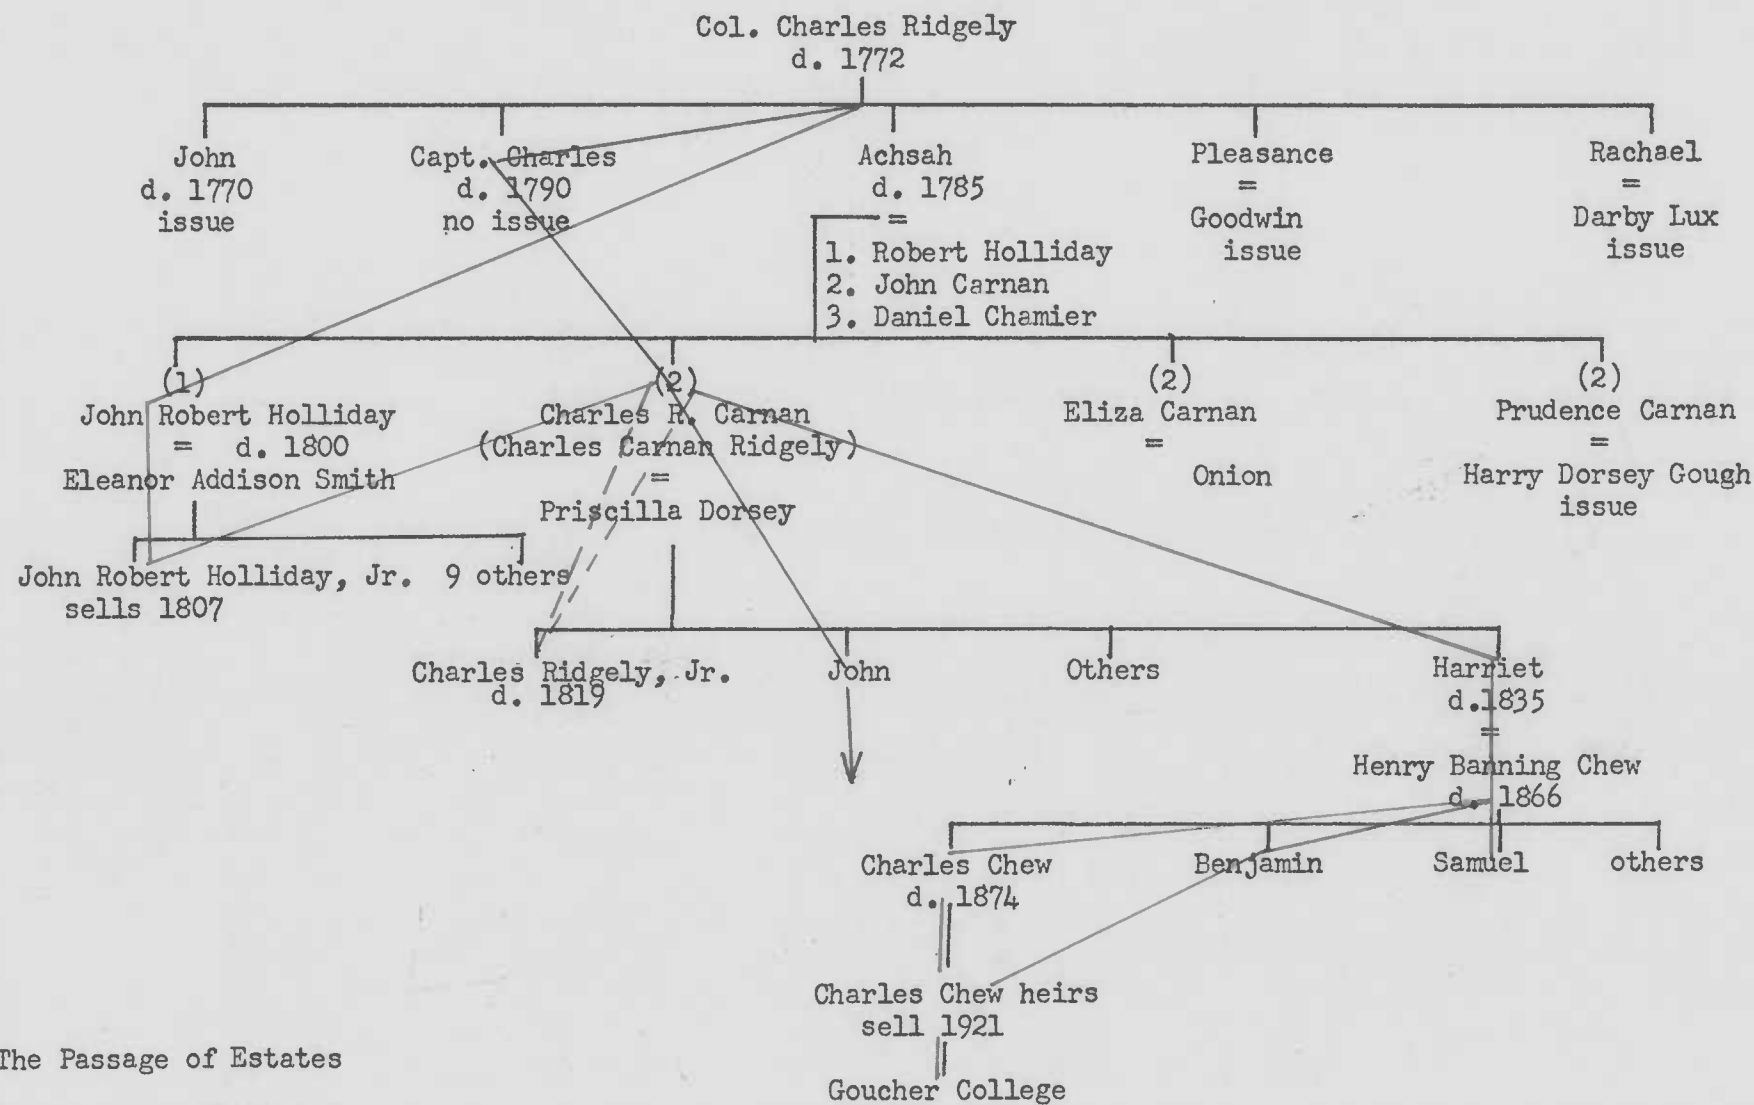 Col. Charles Ridgely
d. 1772
John
d. 1770
issue
Capt. Charles
d. 1790
no issue
Achsah
d. 1785
=
1. Robert Holliday
2. John Carnan
3. Daniel Chamier
Pleasance
=
Goodwin
issue
Rachael
=
Darby Lux
issue
(1)
John Robert Holliday
= d. 1800
Eleanor Addison Smith
(2)
Charles R. Carnan
(Charles Carnan Ridgely)
=
Priscilla Dorsey
(2)
Eliza Carnan
=
Onion
(2)
Prudence Carnan
=
Harry Dorsey Gough
issue
John Robert Holliday, Jr. 9 others
sells 1807
Charles Ridgely, Jr.
d. 1819
John
Others
Harriet
d.1835
=
Henry Banning Chew
d. 1866
Charles Chew
d. 1874
Benjamin
Samuel
others
Charles Chew heirs
sell 1921
The Passage of Estates
Goucher College